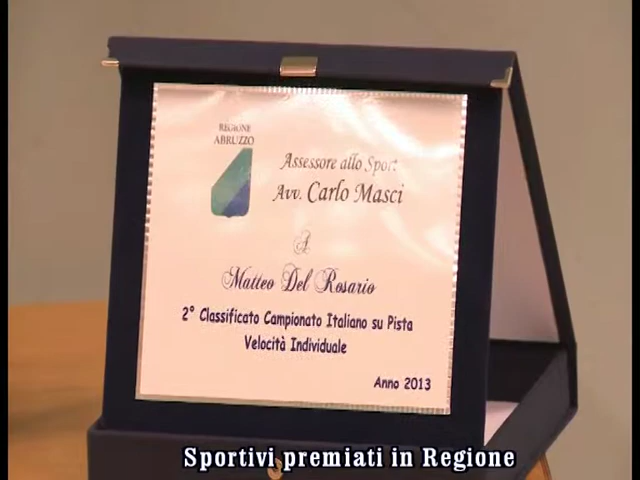 REGIONE
ABRUZZO
Assessore allo Sport
Avv. Carlo Masci
A
Matteo Del Rosario
2° Classificato Campionato Italiano su Pista
Velocità Individuale
Anno 2013
Sportivi premiati in Regione